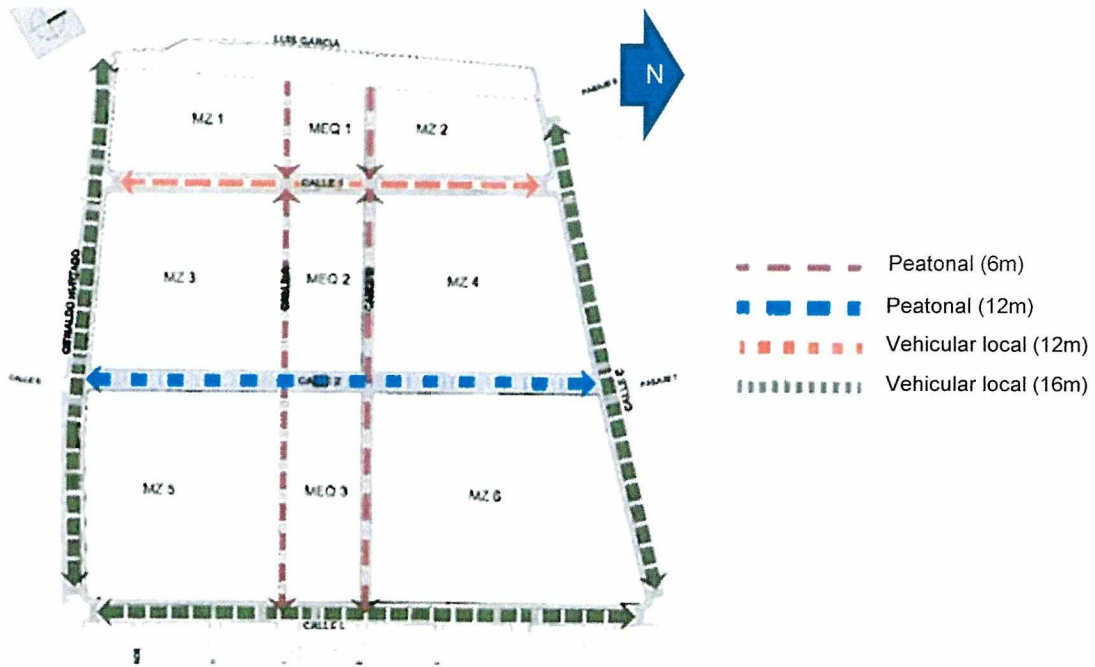 LUIS GARCIA
N
MZ 1
MEQ 1
MZ 2
CALLE 1
MZ 3
MEQ 2
MZ 4
CALLE 2
CALLE C
MZ 5
MEQ 3
MZ 6
CALLE L
Peatonal (6m)
Peatonal (12m)
Vehicular local (12m)
Vehicular local (16m)